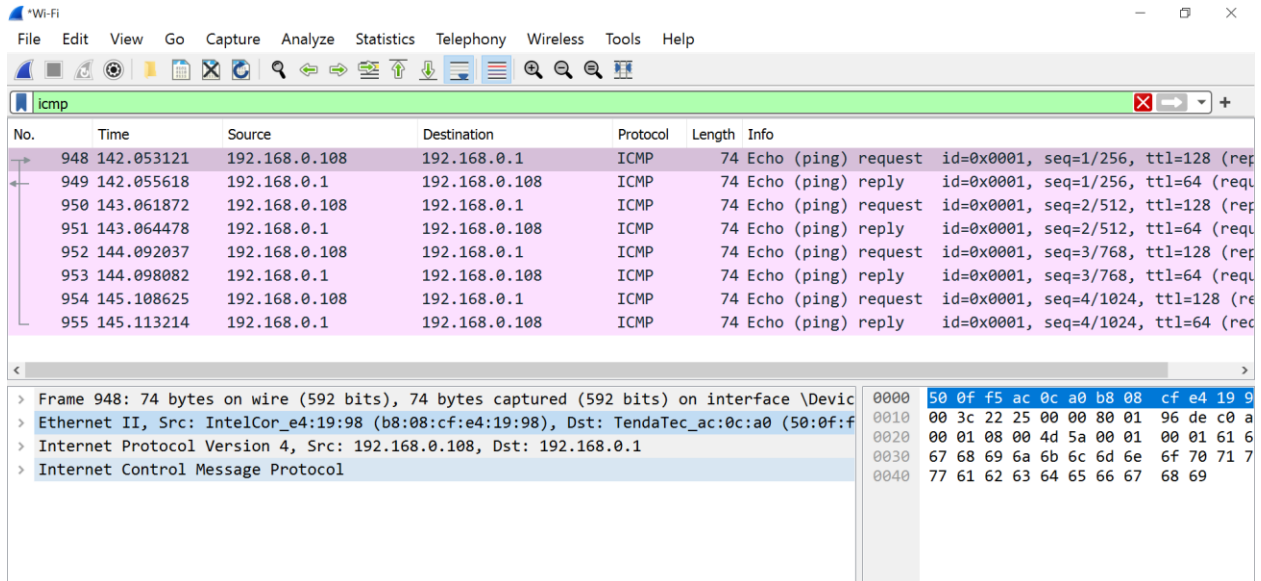 *Wi-Fi
File Edit View Go Capture Analyze Statistics Telephony Wireless Tools Help
icmp
No. Time Source Destination Protocol Length Info
948 142.053121 192.168.0.108 192.168.0.1 ICMP 74 Echo (ping) request id=0x0001, seq=1/256, ttl=128 (rep
949 142.055618 192.168.0.1 192.168.0.108 ICMP 74 Echo (ping) reply id=0x0001, seq=1/256, ttl=64 (requ
950 143.061872 192.168.0.108 192.168.0.1 ICMP 74 Echo (ping) request id=0x0001, seq=2/512, ttl=128 (rep
951 143.064478 192.168.0.1 192.168.0.108 ICMP 74 Echo (ping) reply id=0x0001, seq=2/512, ttl=64 (requ
952 144.092037 192.168.0.108 192.168.0.1 ICMP 74 Echo (ping) request id=0x0001, seq=3/768, ttl=128 (rep
953 144.098082 192.168.0.1 192.168.0.108 ICMP 74 Echo (ping) reply id=0x0001, seq=3/768, ttl=64 (requ
954 145.108625 192.168.0.108 192.168.0.1 ICMP 74 Echo (ping) request id=0x0001, seq=4/1024, ttl=128 (re
955 145.113214 192.168.0.1 192.168.0.108 ICMP 74 Echo (ping) reply id=0x0001, seq=4/1024, ttl=64 (rec
Frame 948: 74 bytes on wire (592 bits), 74 bytes captured (592 bits) on interface \Devic
Ethernet II, Src: IntelCor_e4:19:98 (b8:08:cf:e4:19:98), Dst: TendaTec_ac:0c:a0 (50:0f:f
Internet Protocol Version 4, Src: 192.168.0.108, Dst: 192.168.0.1
Internet Control Message Protocol
0000 50 0f f5 ac 0c a0 b8 08 cf e4 19 9
0010 00 3c 22 25 00 00 80 01 96 de c0 a
0020 00 01 08 00 4d 5a 00 01 00 01 61 6
0030 67 68 69 6a 6b 6c 6d 6e 6f 70 71 7
0040 77 61 62 63 64 65 66 67 68 69